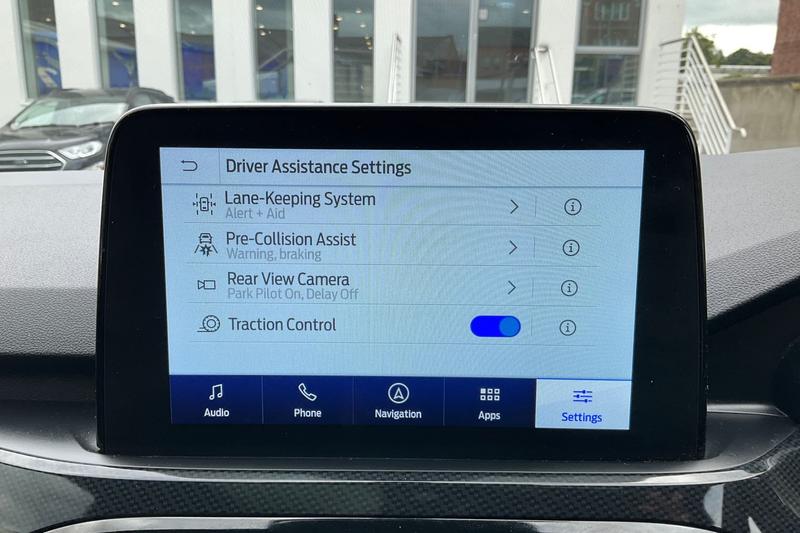 Driver Assistance Settings
Lane-Keeping System
Alert + Aid
Pre-Collision Assist
Warning, braking
Rear View Camera
Park Pilot On, Delay Off
Traction Control
Audio
Phone
Navigation
Apps
Settings